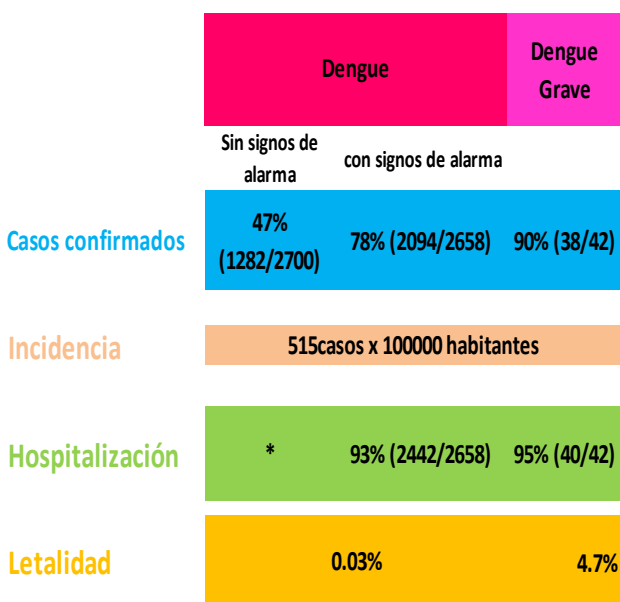 Dengue
Dengue
Grave
Sin signos de
alarma
con signos de alarma
Casos confirmados
47%
(1282/2700)
78% (2094/2658)
90% (38/42)
Incidencia
515casos x 100000 habitantes
Hospitalización
*
93% (2442/2658)
95% (40/42)
Letalidad
0.03%
4.7%